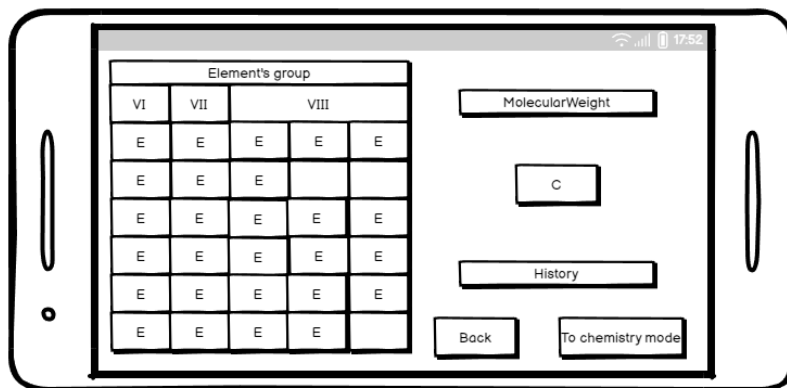 17:52
Element's group
VI VII VIII
E E E E E
E E E
E E E E E
E E E E E
E E E E E
E E E E
MolecularWeight
C
History
Back To chemistry mode